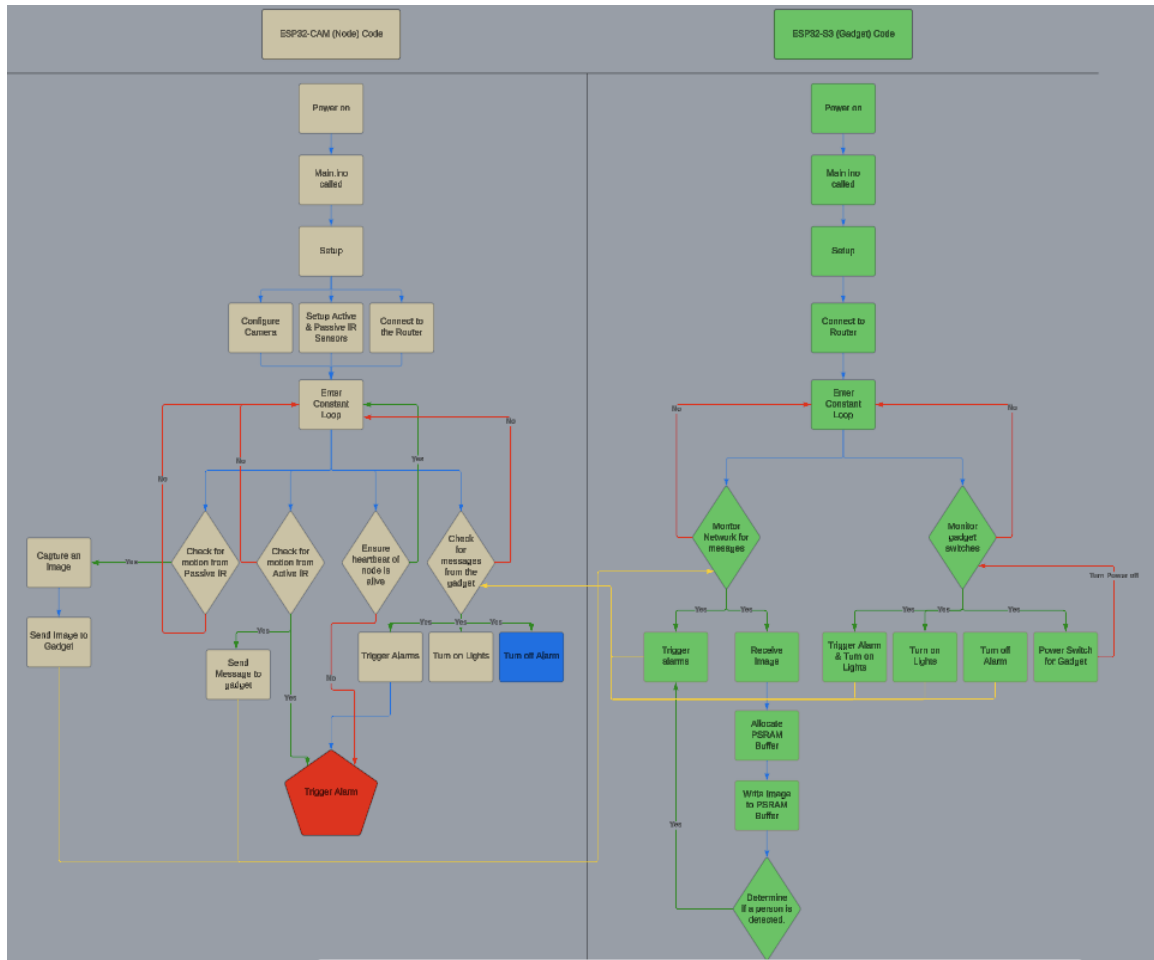 ESP32-CAM (Node) Code
ESP32-S3 (Gadget) Code
Power on
Main.ino
called
Setup
Configure
Camera
Setup Active
& Passive IR
Sensors
Connect to
the Router
Enter
Constant
Loop
No
No
Yes
No
Check for
motion from
Passive IR
Check for
motion from
Active IR
Ensure
heartbeat of
node is
alive
Check
for
messages
from the
gadget
Yes
Capture an
Image
Send Image to
Gadget
Yes
Send
Message to
gadget
Yes
No
Yes
Yes
Yes
Trigger Alarms
Turn on Lights
Turn off Alarm
Trigger Alarm
Power on
Main ino
called
Setup
Connect to
Router
Enter
Constant
Loop
No
No
Monitor
Network for
messages
Monitor
gadget
switches
Turn Power off
Yes
Yes
Yes
Yes
Yes
Trigger
alarms
Receive
Image
Trigger Alarm
& Turn on
Lights
Turn on
Lights
Turn off
Alarm
Power Switch
for Gadget
Allocate
PSRAM
Buffer
Write Image
to PSRAM
Buffer
Yes
Determine
if a person is
detected.